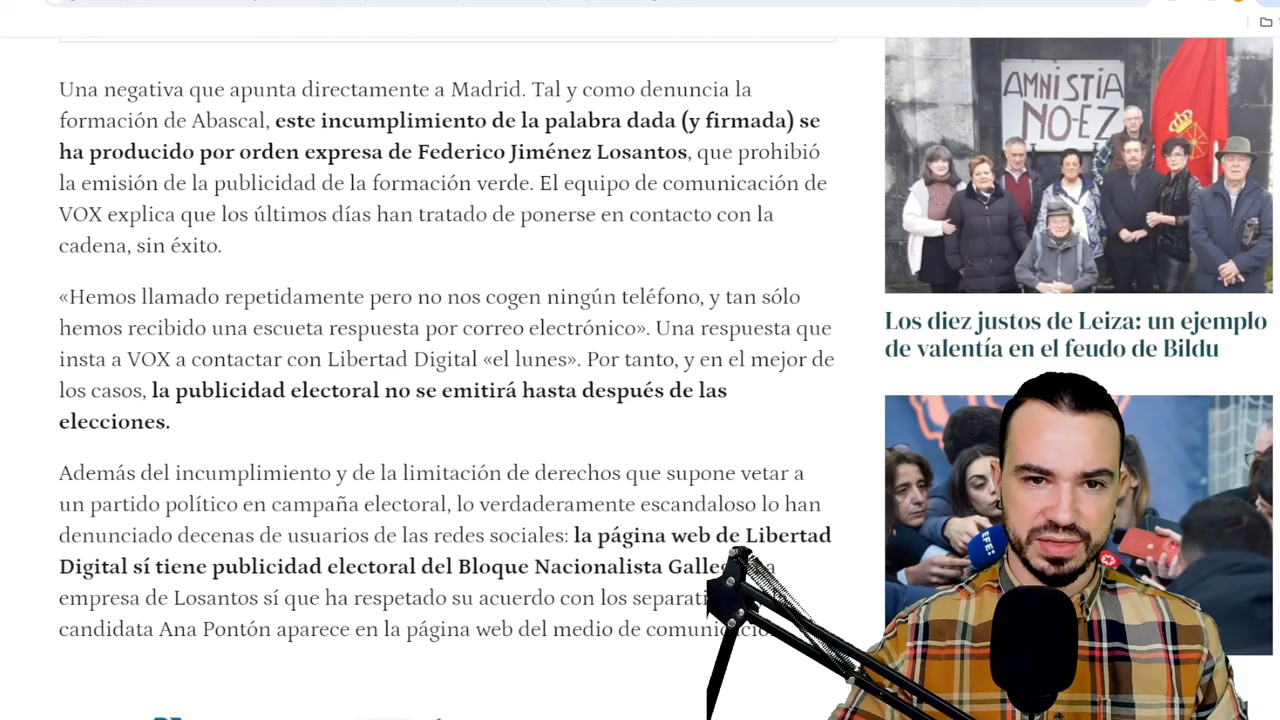 Una negativa que apunta directamente a Madrid. Tal y como denuncia la
formación de Abascal, este incumplimiento de la palabra dada (y firmada) se
ha producido por orden expresa de Federico Jiménez Losantos, que prohibió
la emisión de la publicidad de la formación verde. El equipo de comunicación de
VOX explica que los últimos días han tratado de ponerse en contacto con la
cadena, sin éxito.
«Hemos llamado repetidamente pero no nos cogen ningún teléfono, y tan sólo
hemos recibido una escueta respuesta por correo electrónico». Una respuesta que
insta a VOX a contactar con Libertad Digital «el lunes». Por tanto, y en el mejor de
los casos, la publicidad electoral no se emitirá hasta después de las
elecciones.
Además del incumplimiento y de la limitación de derechos que supone vetar a
un partido político en campaña electoral, lo verdaderamente escandaloso lo han
denunciado decenas de usuarios de las redes sociales: la página web de Libertad
Digital sí tiene publicidad electoral del Bloque Nacionalista
empresa de Losantos sí que ha respetado su acuerdo con los
candidata Ana Pontón aparece en la página web del medio de
AMNISTIA
NO-EZ
Los diez justos de Leiza: un ejemplo
de valentía en el feudo de Bildu
EFE: